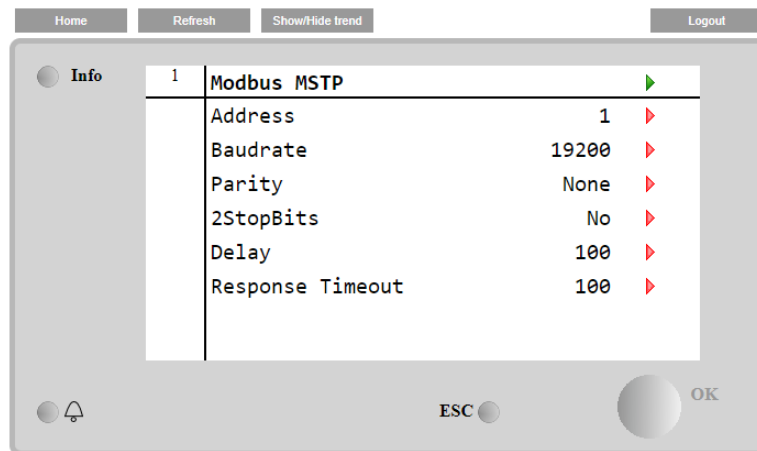 Home Refresh Show/Hide trend Logout
Info
1 Modbus MSTP
Address 1
Baudrate 19200
Parity None
2StopBits No
Delay 100
Response Timeout 100
ESC OK